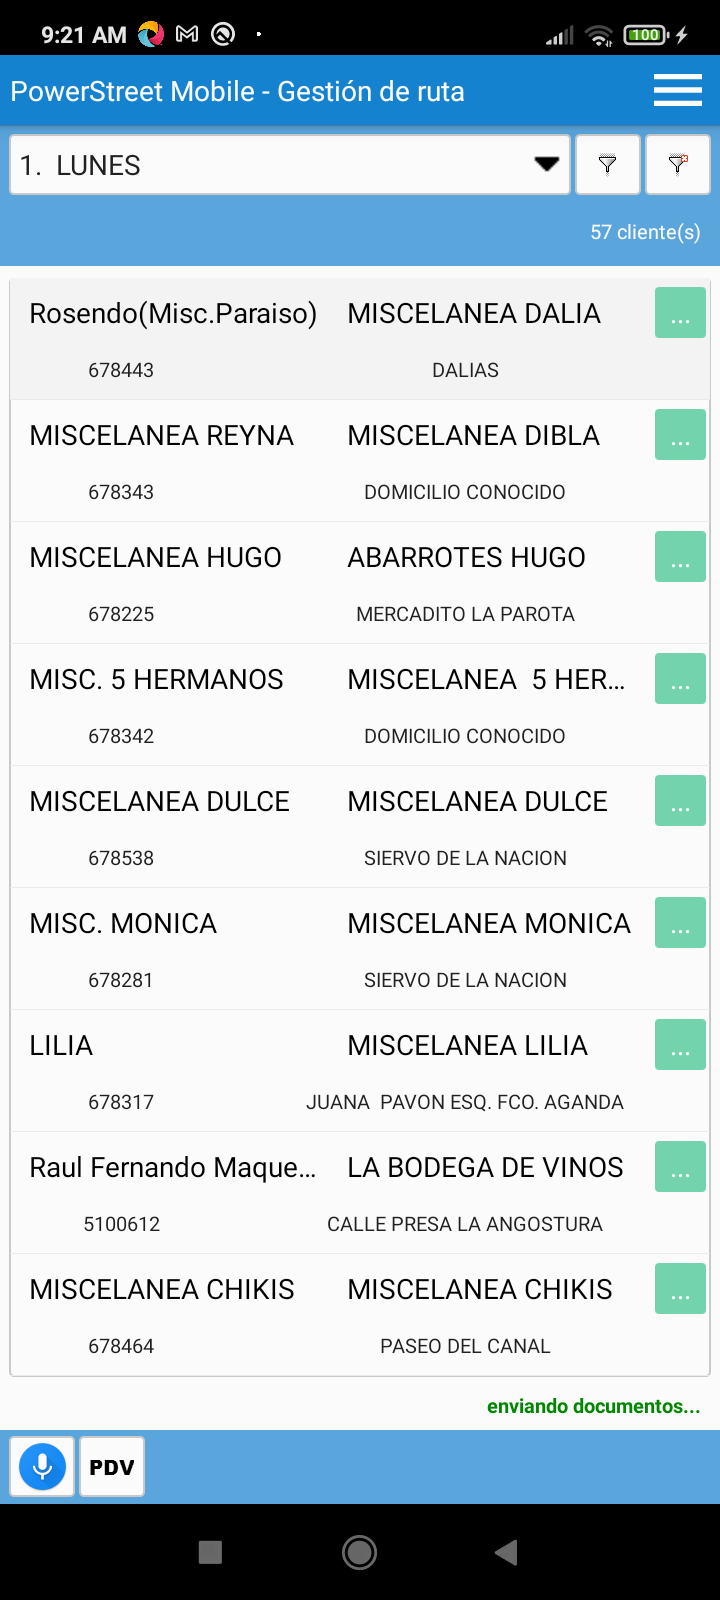 9:21 AM
100
PowerStreet Mobile - Gestión de ruta
1.  LUNES
57 cliente(s)
Rosendo(Misc.Paraiso) MISCELANEA DALIA ...
678443 DALIAS
MISCELANEA REYNA MISCELANEA DIBLA ...
678343 DOMICILIO CONOCIDO
MISCELANEA HUGO ABARROTES HUGO ...
678225 MERCADITO LA PAROTA
MISC. 5 HERMANOS MISCELANEA  5 HER... ...
678342 DOMICILIO CONOCIDO
MISCELANEA DULCE MISCELANEA DULCE ...
678538 SIERVO DE LA NACION
MISC. MONICA MISCELANEA MONICA ...
678281 SIERVO DE LA NACION
LILIA MISCELANEA LILIA ...
678317 JUANA  PAVON ESQ. FCO. AGANDA
Raul Fernando Maque... LA BODEGA DE VINOS ...
5100612 CALLE PRESA LA ANGOSTURA
MISCELANEA CHIKIS MISCELANEA CHIKIS ...
678464 PASEO DEL CANAL
enviando documentos...
PDV